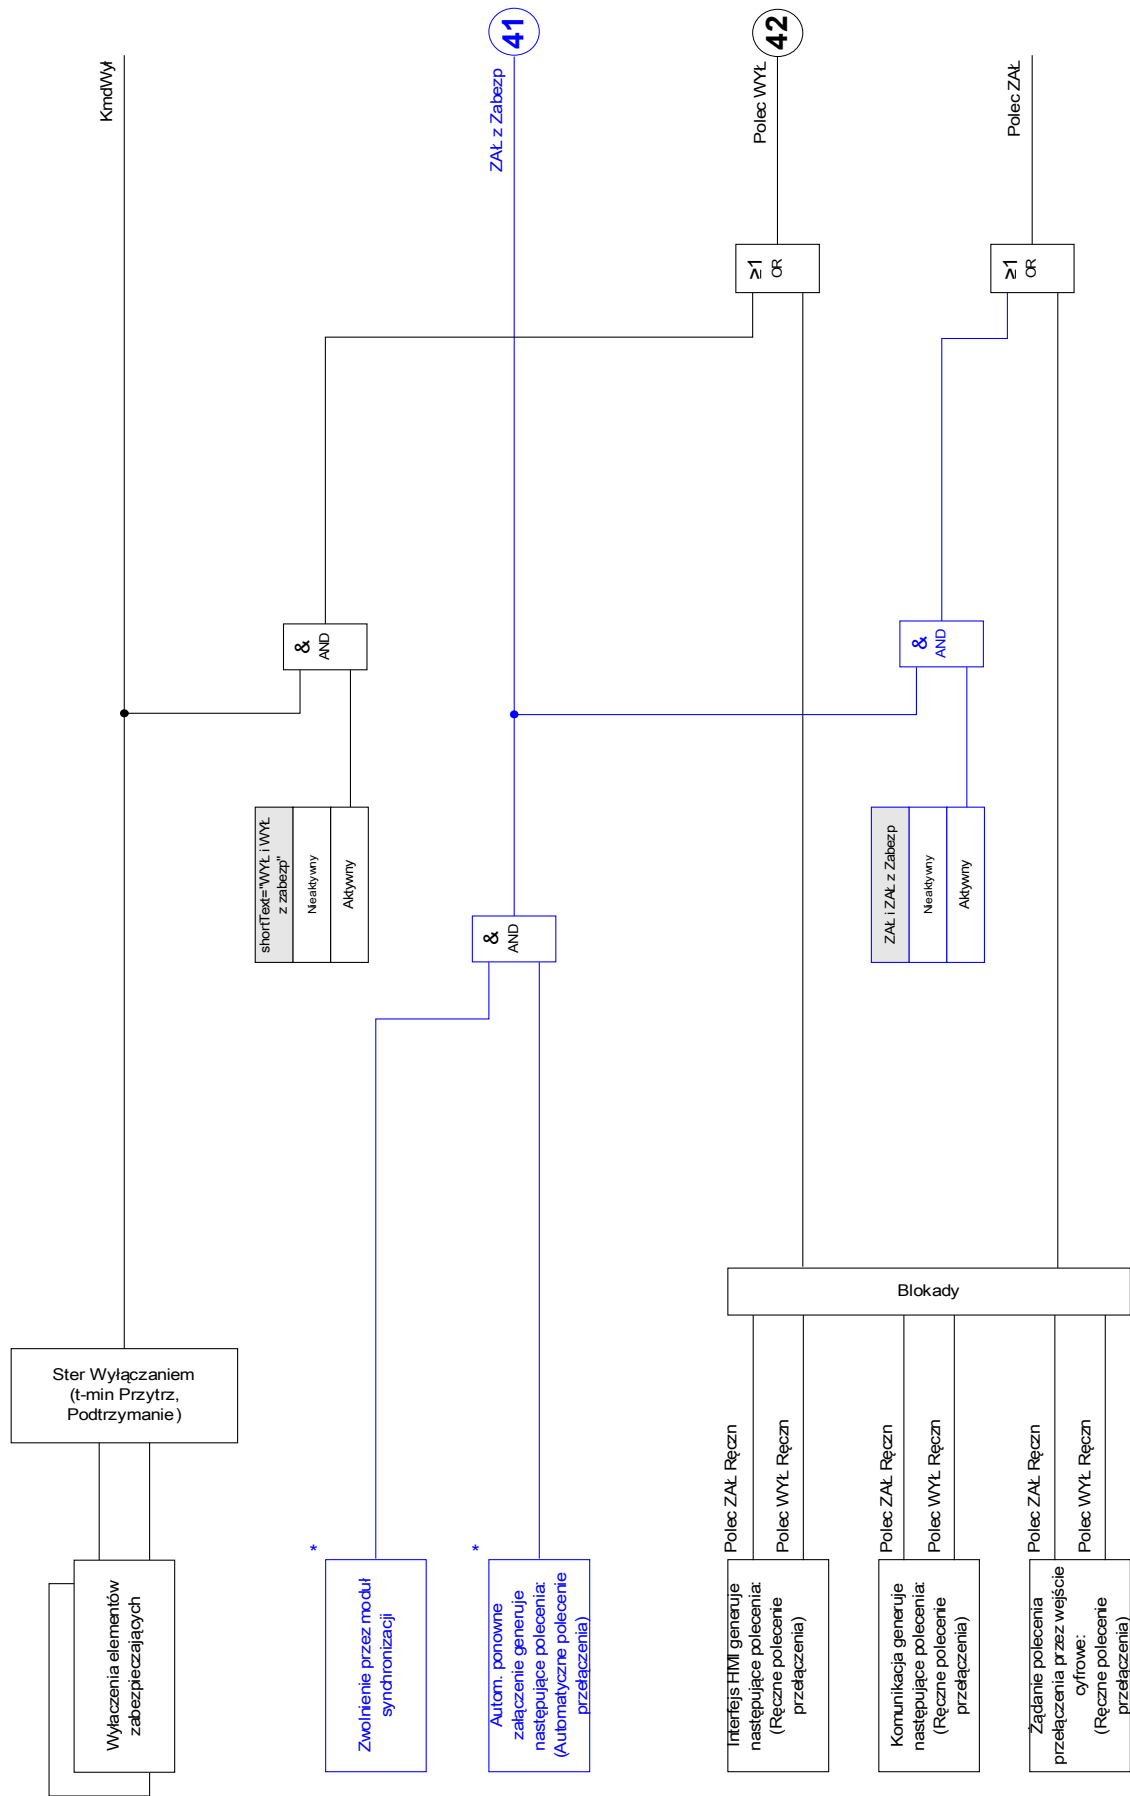 KmdWył
41
ZAŁ z Zabezp
42
Polec WYŁ
Polec ZAŁ
≥1
OR
≥1
OR
&
AND
&
AND
shortText="WYŁ i WYŁ
z zabezp"
Nieaktywny
Aktywny
ZAŁ i ZAŁ z Zabezp
Nieaktywny
Aktywny
&
AND
Blokady
Ster Wyłączaniem
(t-min Przytrz,
Podtrzymanie)
Polec ZAŁ Ręczn
Polec WYŁ Ręczn
Polec ZAŁ Ręczn
Polec WYŁ Ręczn
Polec ZAŁ Ręczn
Polec WYŁ Ręczn
*
*
Wyłaczenia elementów
zabezpieczających
Zwolnienie przez moduł
synchronizacji
Autom. ponowne
załączenie generuje
następujące polecenia:
(Automatyczne polecenie
przełączenia)
Interfejs HMI generuje
następujące polecenia:
(Ręczne polecenie
przełączenia)
Komunikacja generuje
następujące polecenia:
(Ręczne polecenie
przełączenia)
Żądanie polecenia
przełączenia przez wejście
cyfrowe:
(Ręczne polecenie
przełączenia)